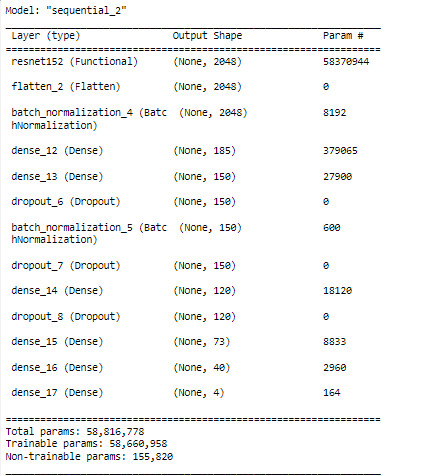 Model: "sequential_2"
Layer (type) Output Shape Param #
resnet152 (Functional) (None, 2048) 58370944
flatten_2 (Flatten) (None, 2048) 0
batch_normalization_4 (Batc (None, 2048) 8192
hNormalization)
dense_12 (Dense) (None, 185) 379065
dense_13 (Dense) (None, 150) 27900
dropout_6 (Dropout) (None, 150) 0
batch_normalization_5 (Batc (None, 150) 600
hNormalization)
dropout_7 (Dropout) (None, 150) 0
dense_14 (Dense) (None, 120) 18120
dropout_8 (Dropout) (None, 120) 0
dense_15 (Dense) (None, 73) 8833
dense_16 (Dense) (None, 40) 2960
dense_17 (Dense) (None, 4) 164
Total params: 58,816,778
Trainable params: 58,660,958
Non-trainable params: 155,820